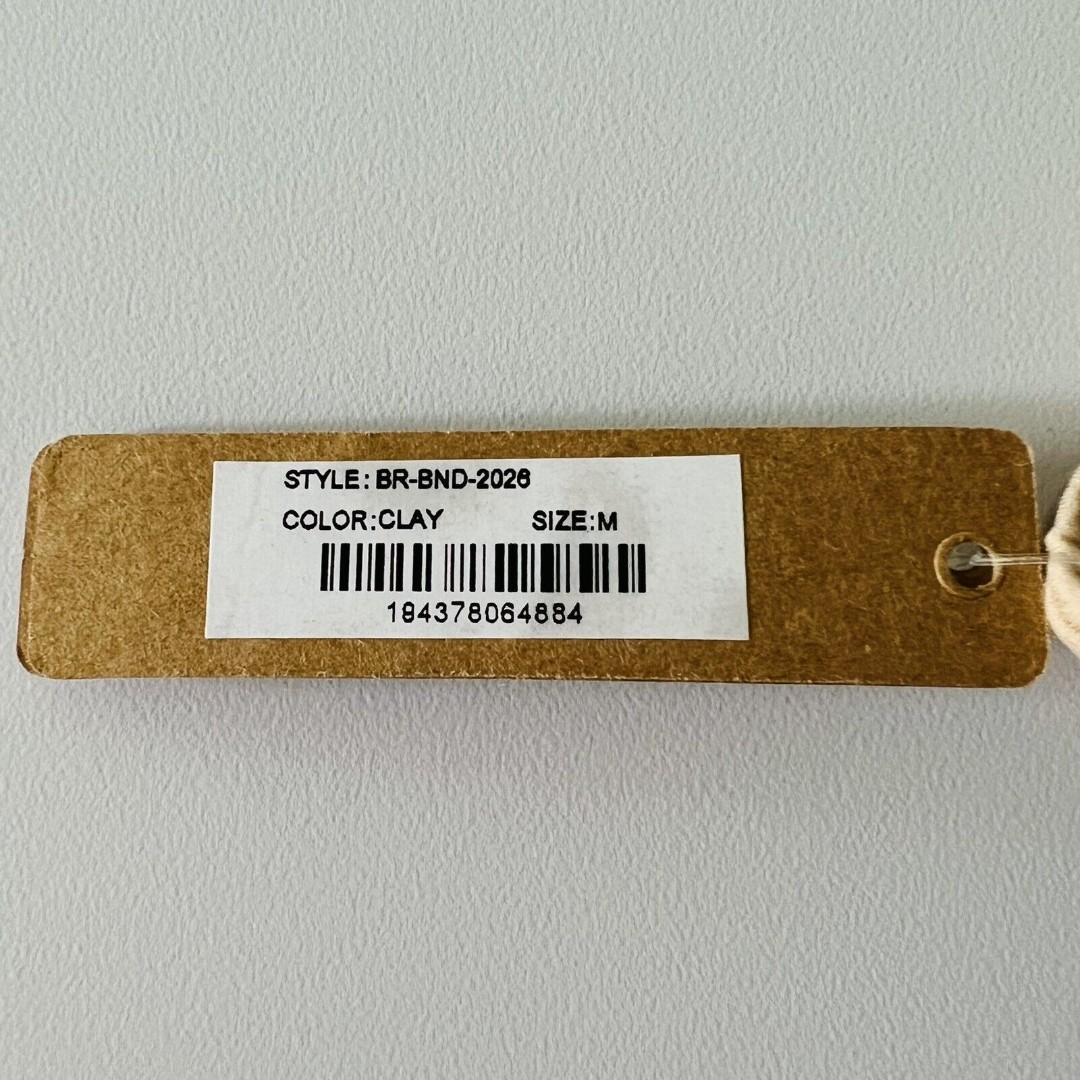 STYLE: BR-BND-2026
COLOR:CLAY SIZE:M
194378064884